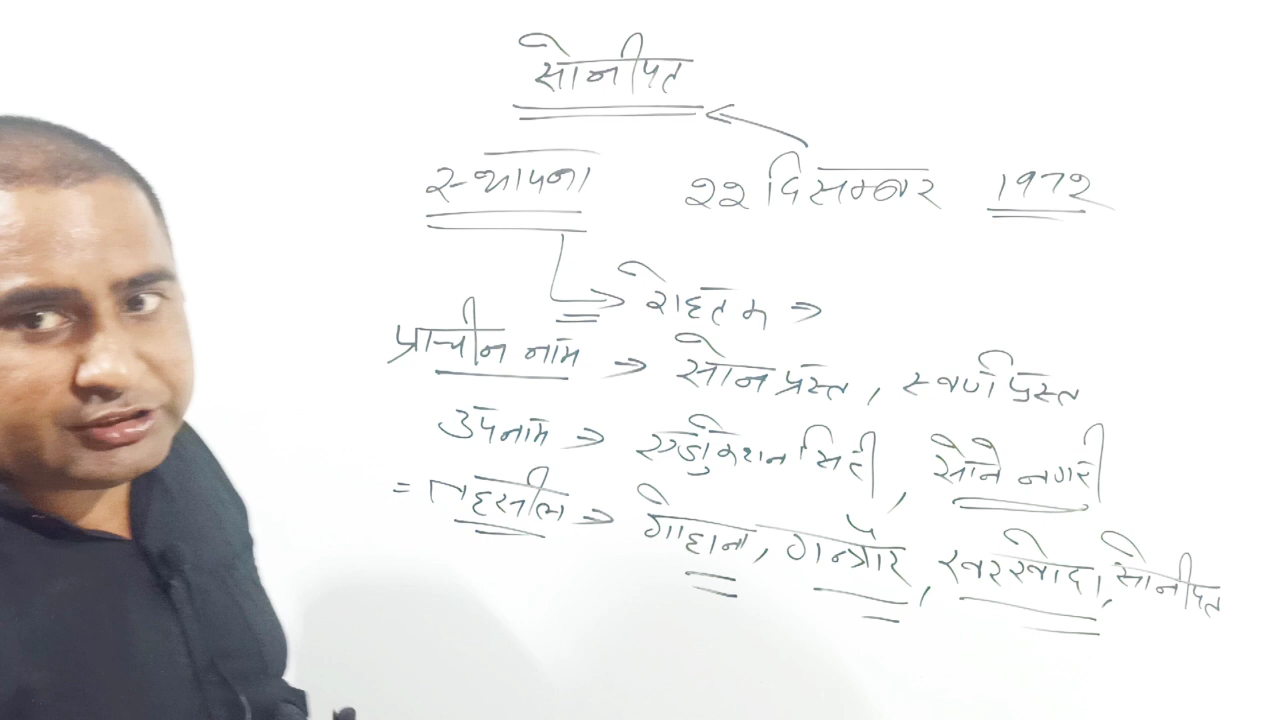 सोनीपत
स्थापना 22 दिसम्बर 1972
→ रोहतक ⇒
प्राचीन नाम ⇒ सोनप्रस्त, स्वर्णप्रस्त
उपनाम ⇒ एजुकेशन सिटी, सोने नगरी
= तहसील ⇒ गोहाना, गन्नौर, खरखोदा, सोनीपत